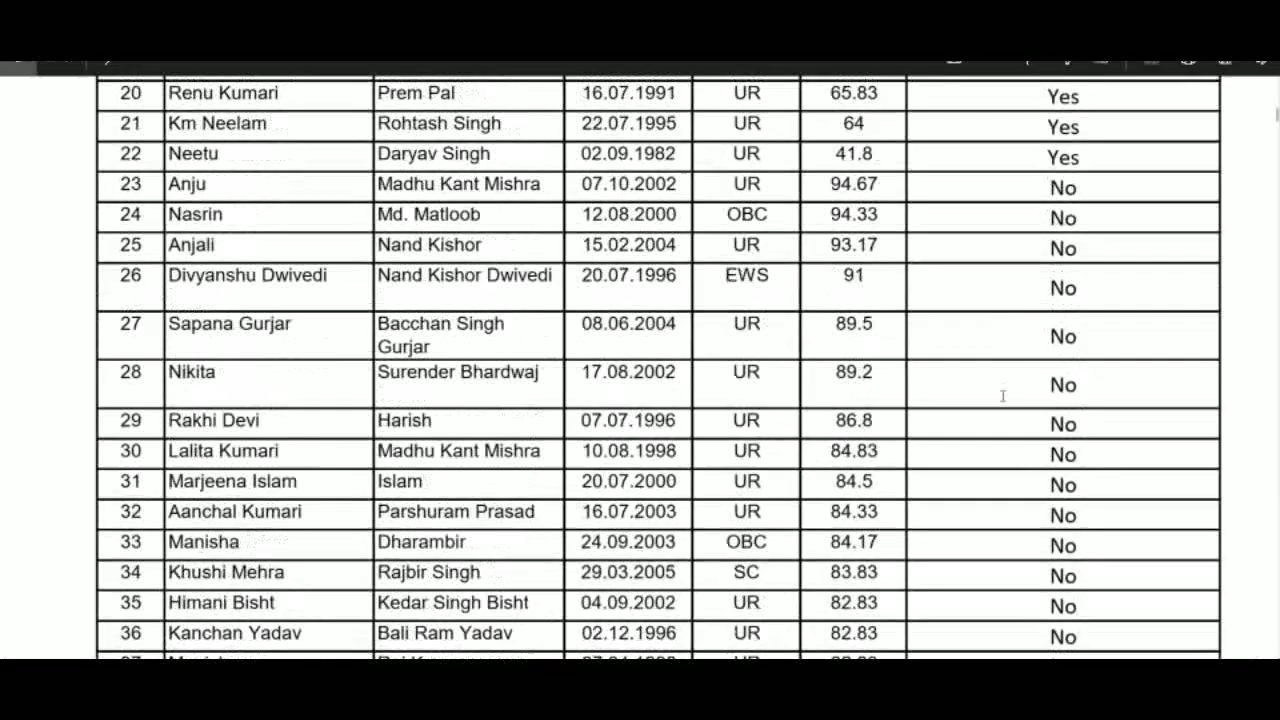 20 Renu Kumari Prem Pal 16.07.1991 UR 65.83 Yes
21 Km Neelam Rohtash Singh 22.07.1995 UR 64 Yes
22 Neetu Daryav Singh 02.09.1982 UR 41.8 Yes
23 Anju Madhu Kant Mishra 07.10.2002 UR 94.67 No
24 Nasrin Md. Matloob 12.08.2000 OBC 94.33 No
25 Anjali Nand Kishor 15.02.2004 UR 93.17 No
26 Divyanshu Dwivedi Nand Kishor Dwivedi 20.07.1996 EWS 91 No
27 Sapana Gurjar Bacchan Singh 08.06.2004 UR 89.5 No
Gurjar
28 Nikita Surender Bhardwaj 17.08.2002 UR 89.2 No
29 Rakhi Devi Harish 07.07.1996 UR 86.8 No
30 Lalita Kumari Madhu Kant Mishra 10.08.1998 UR 84.83 No
31 Marjeena Islam Islam 20.07.2000 UR 84.5 No
32 Aanchal Kumari Parshuram Prasad 16.07.2003 UR 84.33 No
33 Manisha Dharambir 24.09.2003 OBC 84.17 No
34 Khushi Mehra Rajbir Singh 29.03.2005 SC 83.83 No
35 Himani Bisht Kedar Singh Bisht 04.09.2002 UR 82.83 No
36 Kanchan Yadav Bali Ram Yadav 02.12.1996 UR 82.83 No